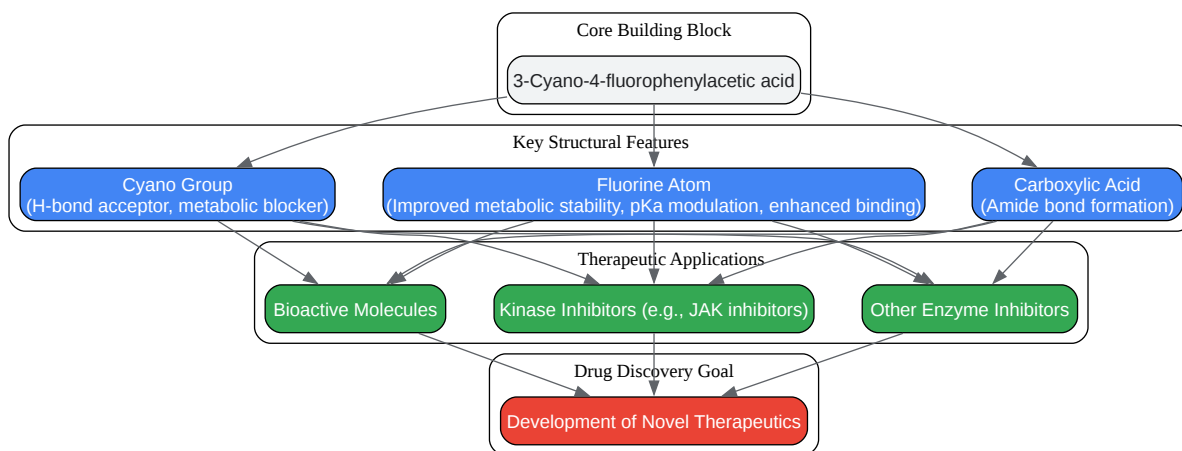 Core Building Block
3-Cyano-4-fluorophenylacetic acid
Key Structural Features
Cyano Group
(H-bond acceptor, metabolic blocker)
Fluorine Atom
(Improved metabolic stability, pKa modulation, enhanced binding)
Carboxylic Acid
(Amide bond formation)
Therapeutic Applications
Bioactive Molecules
Kinase Inhibitors (e.g., JAK inhibitors)
Other Enzyme Inhibitors
Drug Discovery Goal
Development of Novel Therapeutics